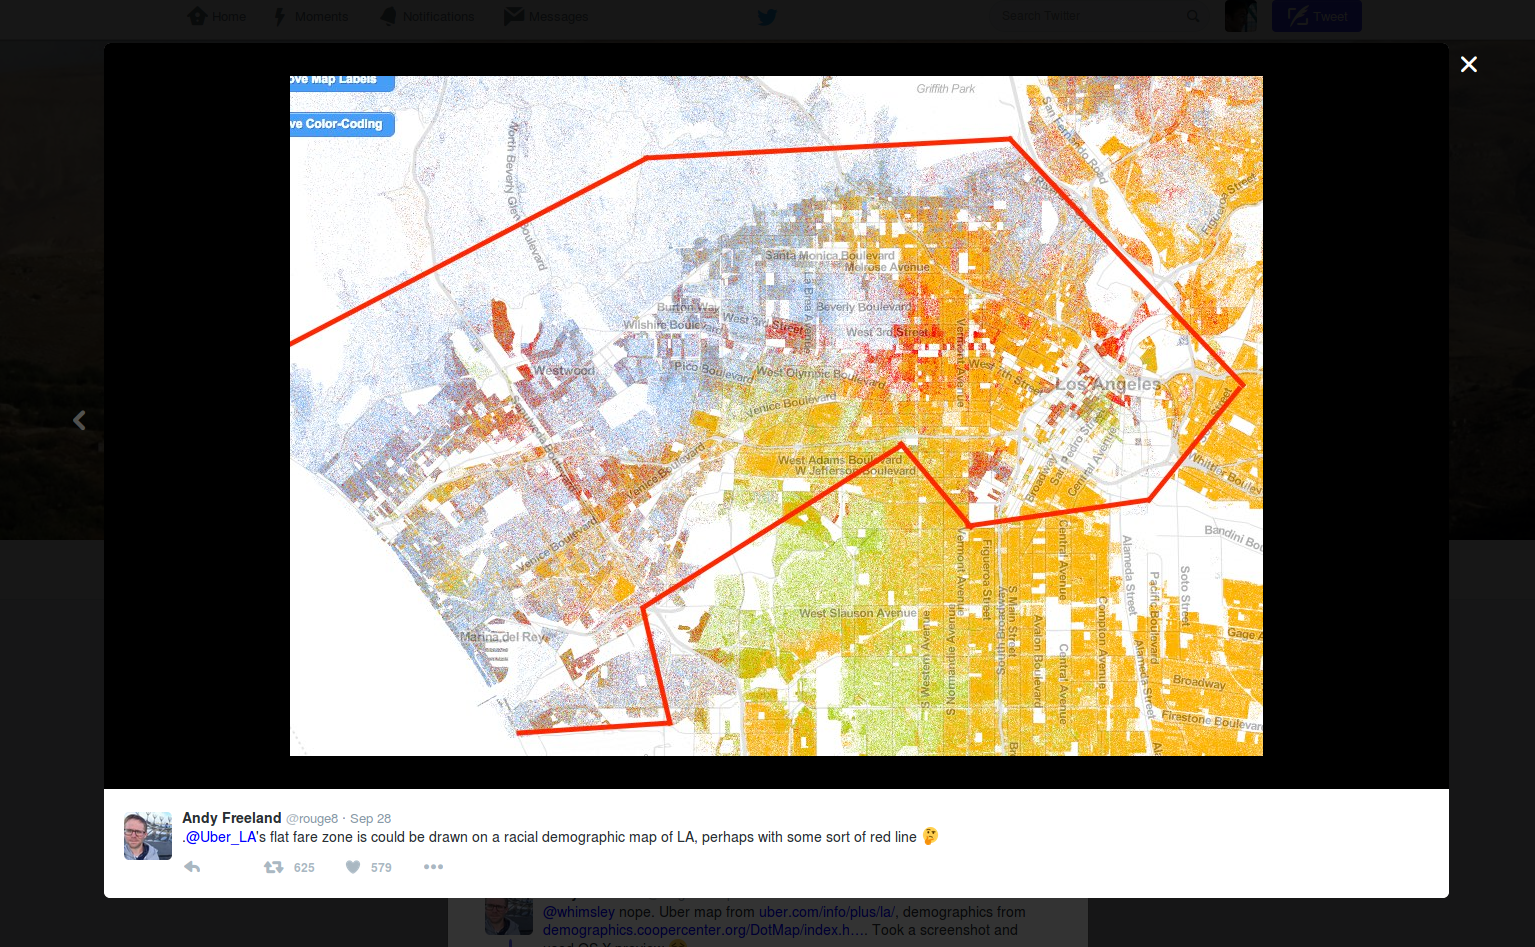 Home
Moments
Notifications
Messages
Search Twitter
Tweet
ove Map Labels
ve Color-Coding
Griffith Park
San Fernando Road
North Beverly Glen Boulevard
Figueroa Street
Santa Monica Boulevard
Melrose Avenue
La Brea Avenue
Burton Way
Beverly Boulevard
Wilshire Boulevard
West 3rd Street
West 3rd Street
Vermont Avenue
Westwood
Pico Boulevard
West Olympic Boulevard
West 7th Street
Los Angeles
Venice Boulevard
West Adams Boulevard
W Jefferson Boulevard
Broadway
San Pedro Street
Central Avenue
Whittier Boulev
Venice Boulevard
Venice Boulevard
Bandini Bou
Vermont Avenue
Figueroa Street
S Main Street
South Broadway
Central Avenue
Alameda Street
Pacific Boulevard
Soto Street
West Slauson Avenue
Marina del Rey
S Western Avenue
S Normandie Avenue
Avalon Boulevard
Central Avenue
Compton Avenue
Alameda Street
Gage A
Broadway
Firestone Boulevar
Br
Ala
Andy Freeland @rouge8 · Sep 28
.@Uber_LA's flat fare zone is could be drawn on a racial demographic map of LA, perhaps with some sort of red line 🤔
625
579
@whimsley nope. Uber map from uber.com/info/plus/la/, demographics from
demographics.coopercenter.org/DotMap/index.h.... Took a screenshot and